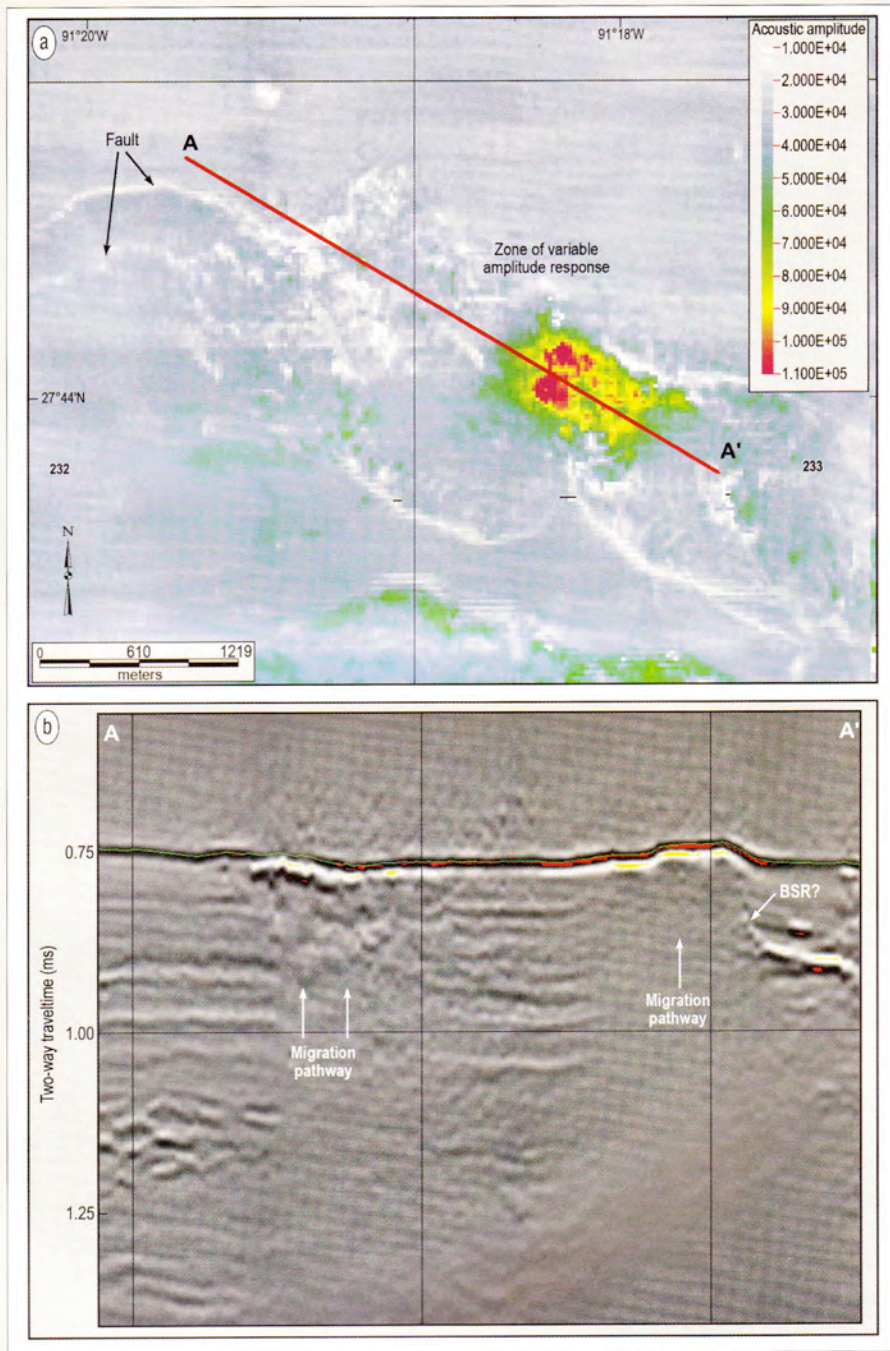 a
91°20'W
91°18'W
Acoustic amplitude
1.000E+04
2.000E+04
3.000E+04
4.000E+04
5.000E+04
6.000E+04
7.000E+04
8.000E+04
9.000E+04
1.000E+05
1.100E+05
Fault
A
Zone of variable
amplitude response
27°44'N
A'
232
233
N
0 610 1219
meters
b
A
A'
0.75
BSR?
Migration
pathway
1.00
Migration
pathway
Two-way traveltime (ms)
1.25